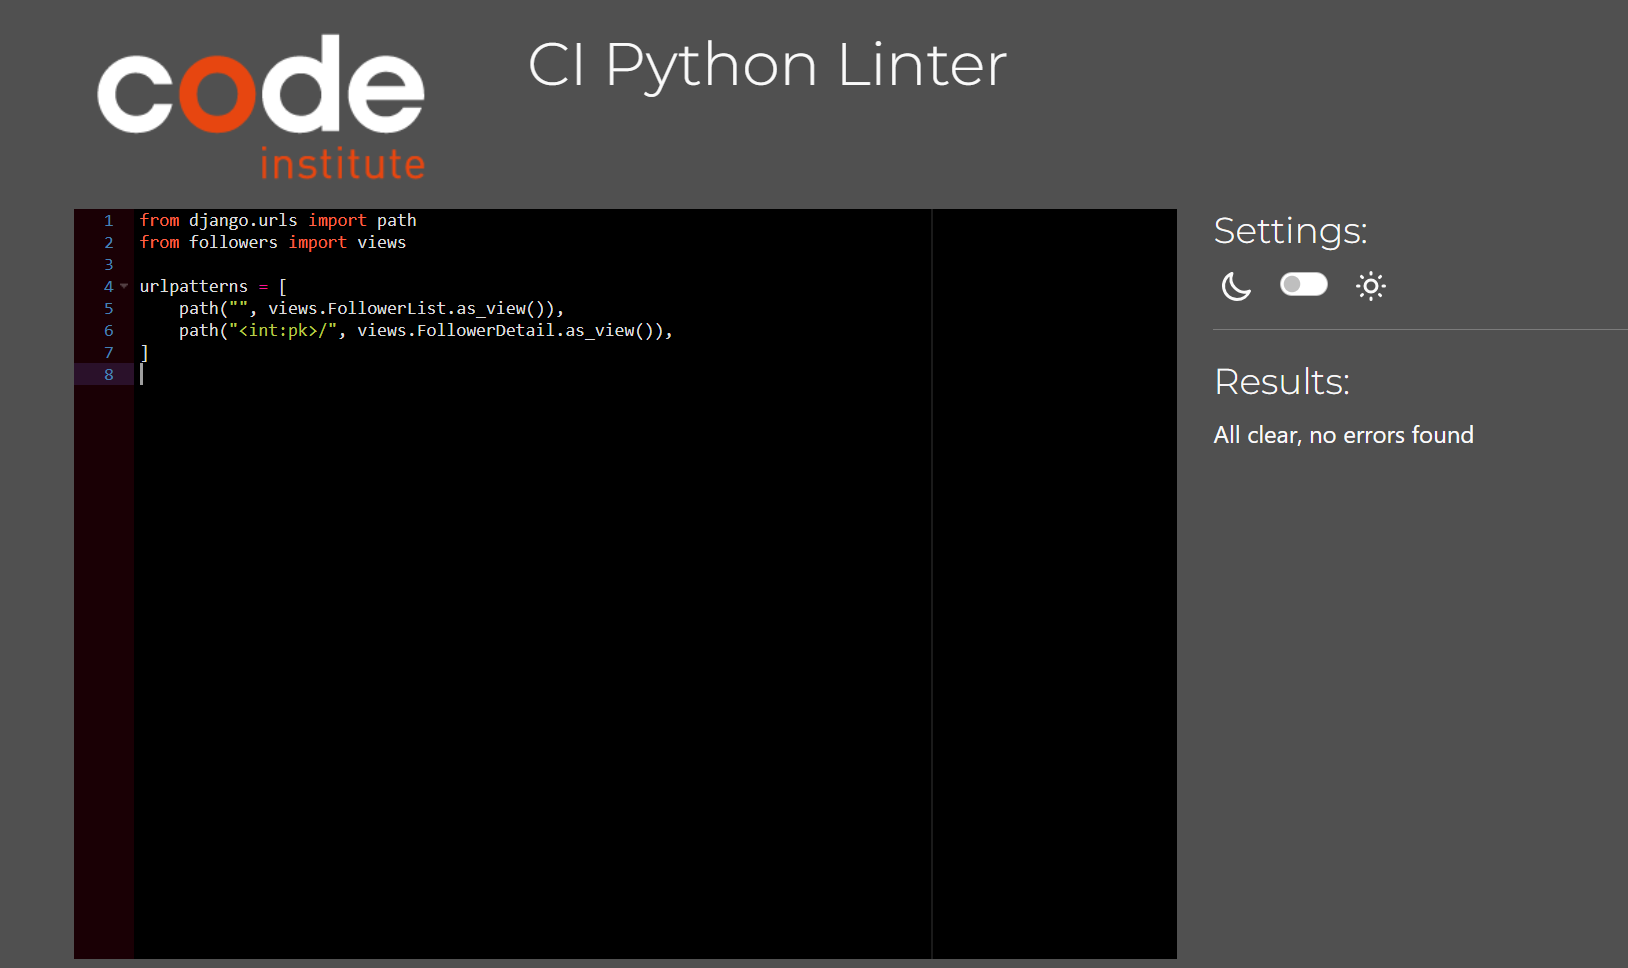 code
institute
CI Python Linter
1 from django.urls import path
2 from followers import views
3
4 urlpatterns = [
5     path("", views.FollowerList.as_view()),
6     path("<int:pk>/", views.FollowerDetail.as_view()),
7 ]
8
Settings:
Results:
All clear, no errors found